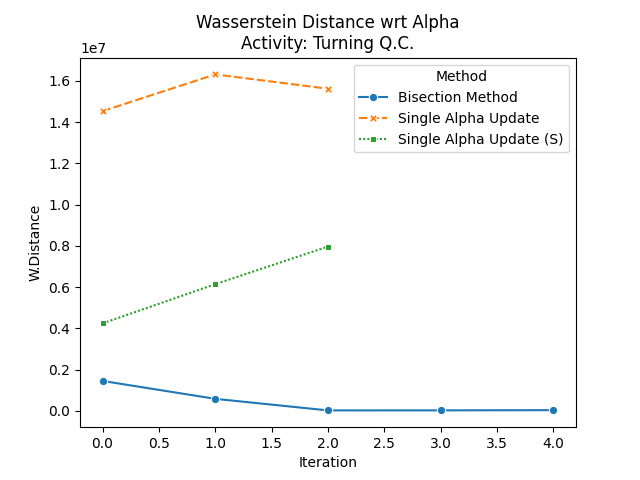 Wasserstein Distance wrt Alpha
Activity: Turning Q.C.
1e7
Method
Bisection Method
Single Alpha Update
Single Alpha Update (S)
W.Distance
1.6
1.4
1.2
1.0
0.8
0.6
0.4
0.2
0.0
0.0 0.5 1.0 1.5 2.0 2.5 3.0 3.5 4.0
Iteration